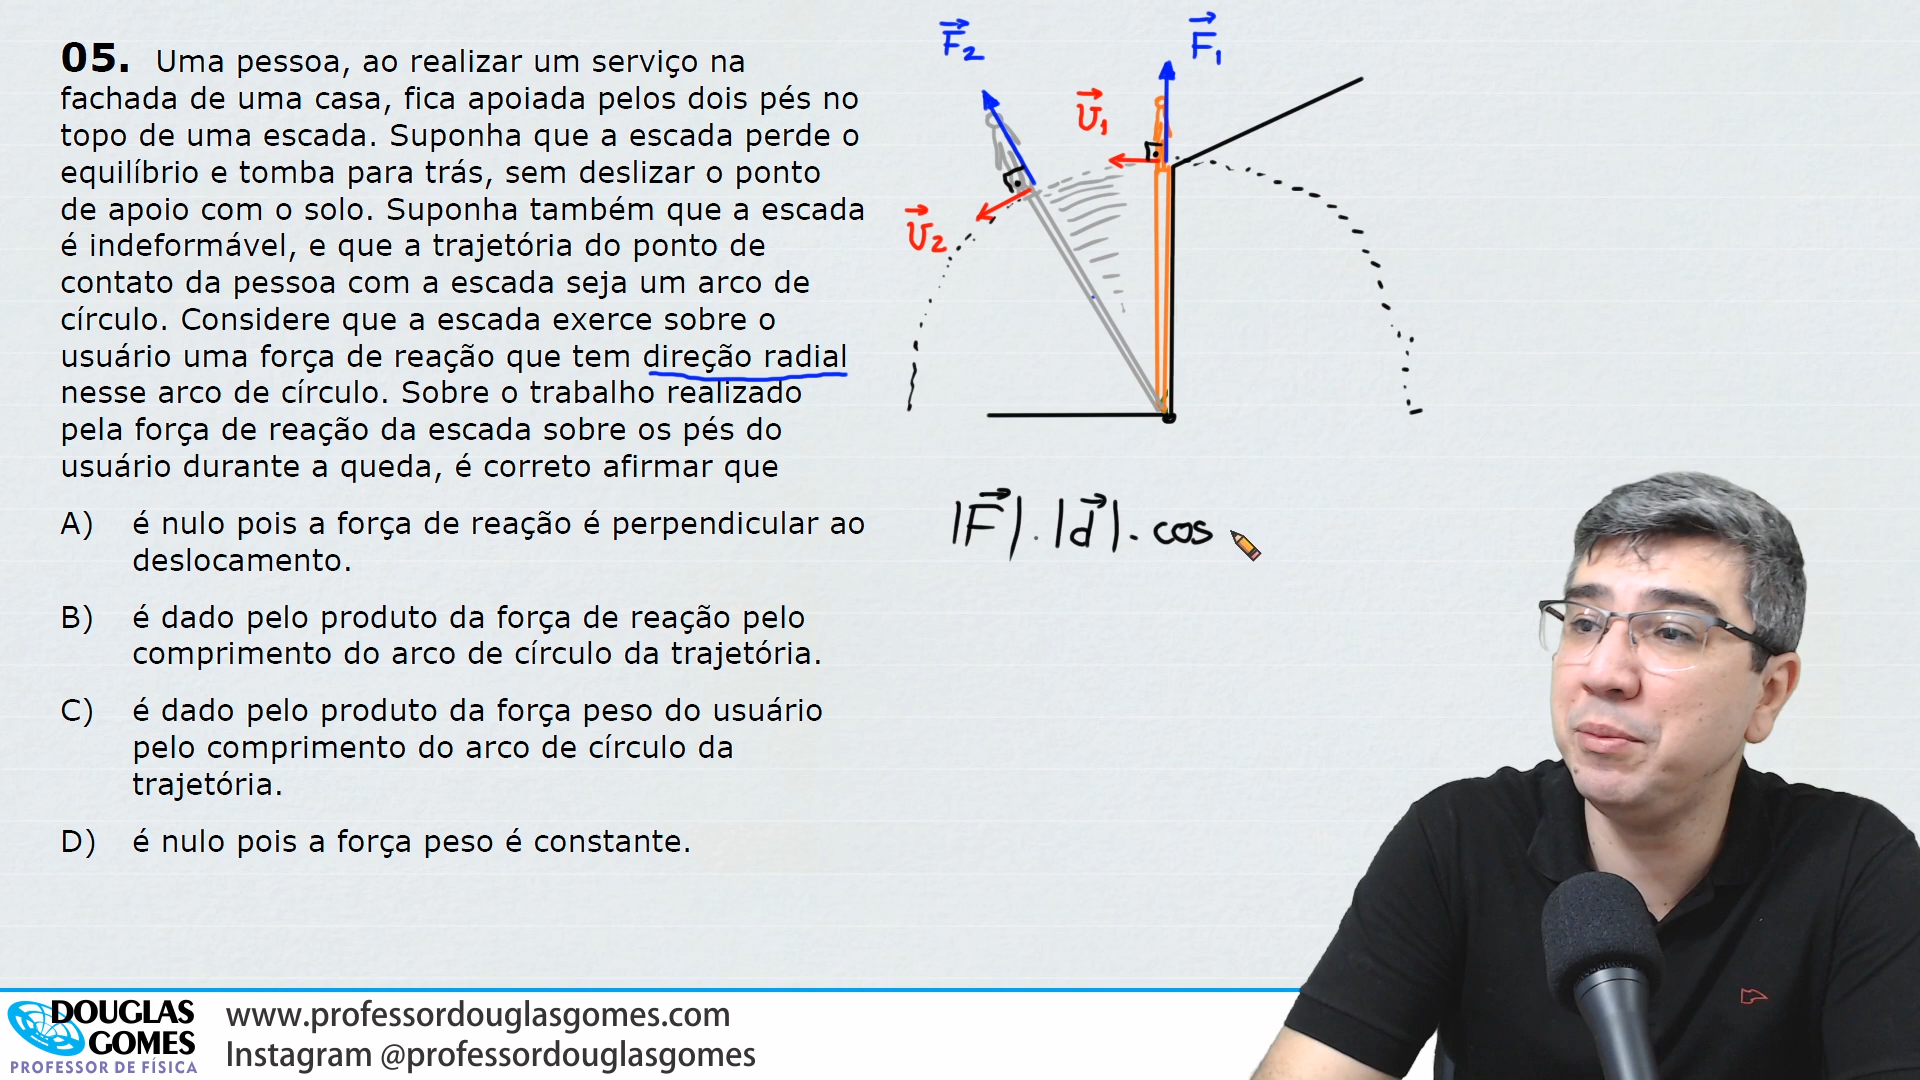 05. Uma pessoa, ao realizar um serviço na
fachada de uma casa, fica apoiada pelos dois pés no
topo de uma escada. Suponha que a escada perde o
equilíbrio e tomba para trás, sem deslizar o ponto
de apoio com o solo. Suponha também que a escada
é indeformável, e que a trajetória do ponto de
contato da pessoa com a escada seja um arco de
círculo. Considere que a escada exerce sobre o
usuário uma força de reação que tem direção radial
nesse arco de círculo. Sobre o trabalho realizado
pela força de reação da escada sobre os pés do
usuário durante a queda, é correto afirmar que
A) é nulo pois a força de reação é perpendicular ao
deslocamento.
B) é dado pelo produto da força de reação pelo
comprimento do arco de círculo da trajetória.
C) é dado pelo produto da força peso do usuário
pelo comprimento do arco de círculo da
trajetória.
D) é nulo pois a força peso é constante.
F⃗₂
F⃗₁
v⃗₁
v⃗₂
|F⃗| . |d⃗| . cos
DOUGLAS
GOMES
PROFESSOR DE FÍSICA
www.professordouglasgomes.com
Instagram @professordouglasgomes